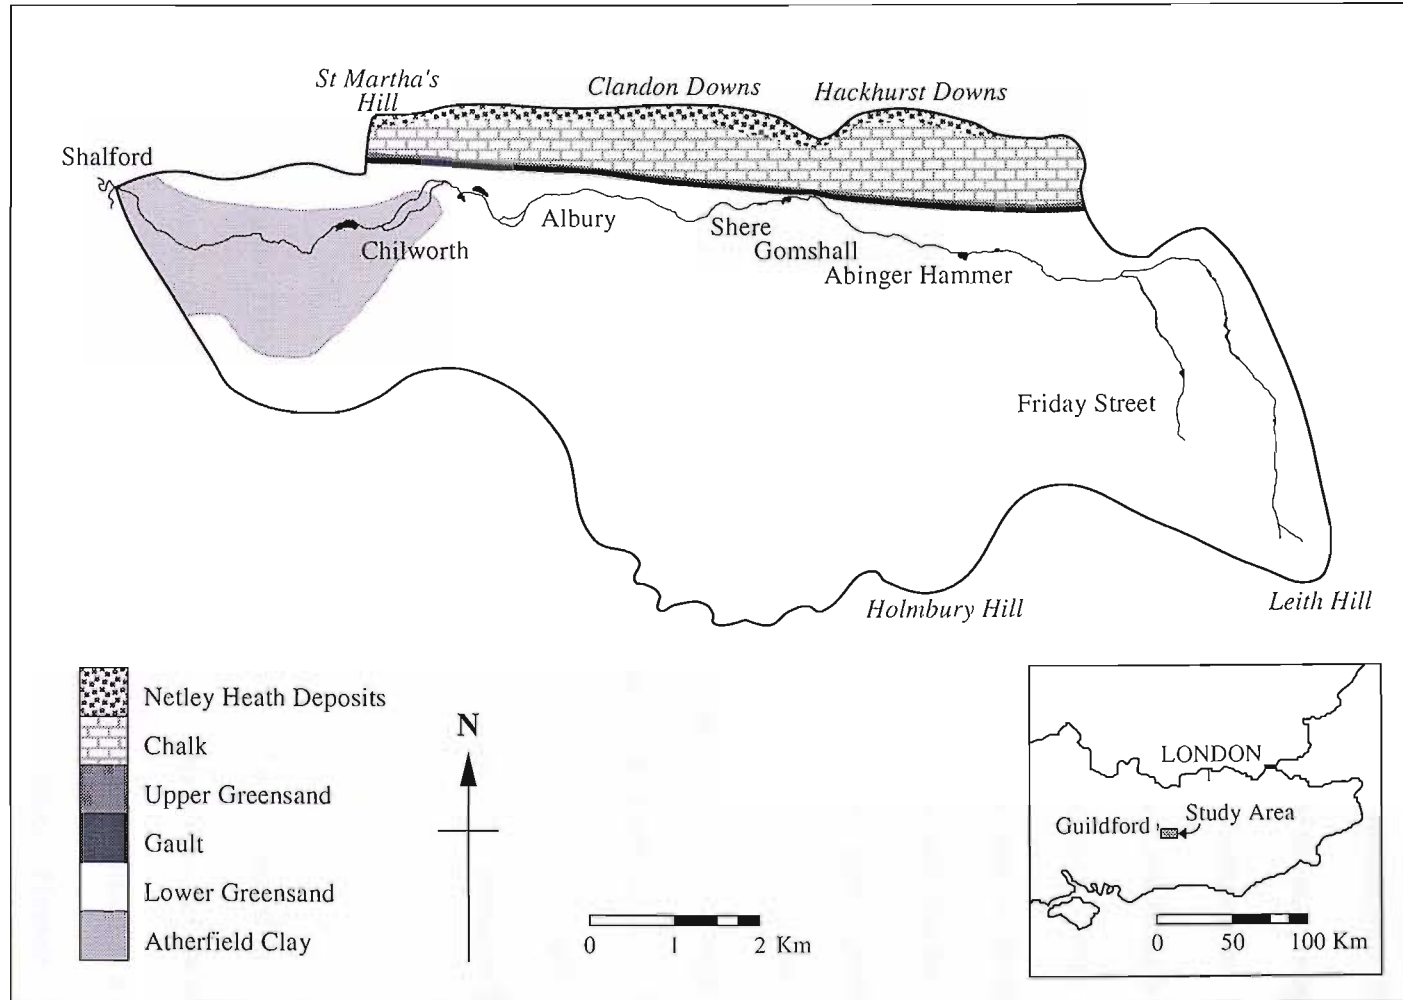 St Martha's
Hill
Clandon Downs
Hackhurst Downs
Shalford
Chilworth
Albury
Shere
Gomshall
Abinger Hammer
Friday Street
Holmbury Hill
Leith Hill
Netley Heath Deposits
Chalk
Upper Greensand
Gault
Lower Greensand
Atherfield Clay
N
0 1 2 Km
LONDON
Guildford
Study Area
0 50 100 Km